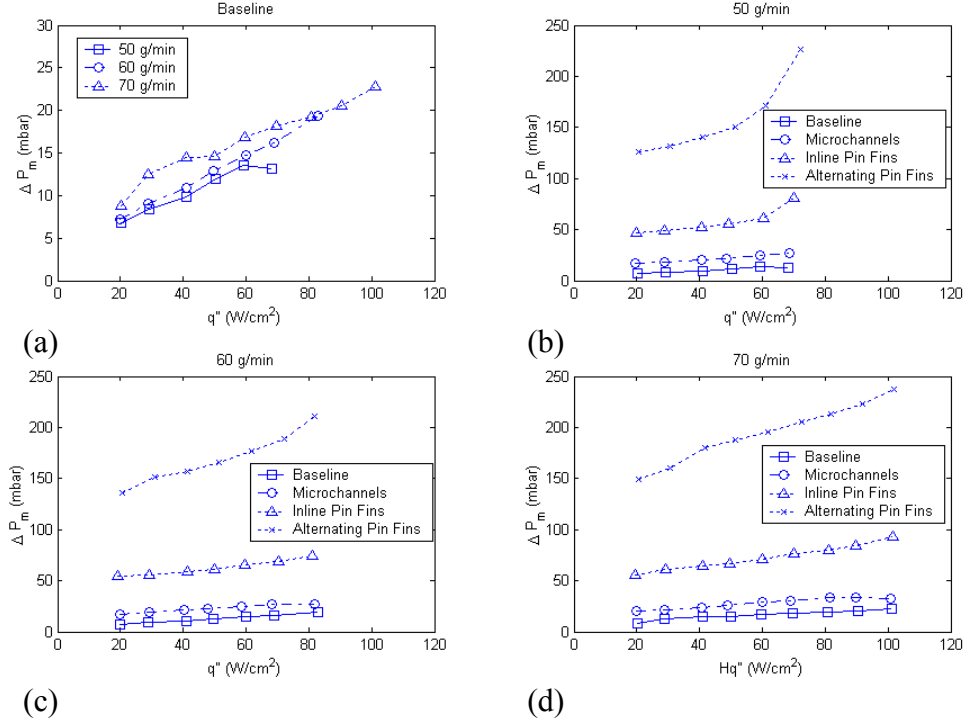 Baseline
30
25
20
15
10
5
0
Δ P_m (mbar)
50 g/min
60 g/min
70 g/min
0 20 40 60 80 100 120
q" (W/cm²)
(a)
50 g/min
250
200
150
100
50
0
Δ P_m (mbar)
Baseline
Microchannels
Inline Pin Fins
Alternating Pin Fins
0 20 40 60 80 100 120
q" (W/cm²)
(b)
60 g/min
250
200
150
100
50
0
Δ P_m (mbar)
Baseline
Microchannels
Inline Pin Fins
Alternating Pin Fins
0 20 40 60 80 100 120
q" (W/cm²)
(c)
70 g/min
250
200
150
100
50
0
Δ P_m (mbar)
Baseline
Microchannels
Inline Pin Fins
Alternating Pin Fins
0 20 40 60 80 100 120
Hq" (W/cm²)
(d)